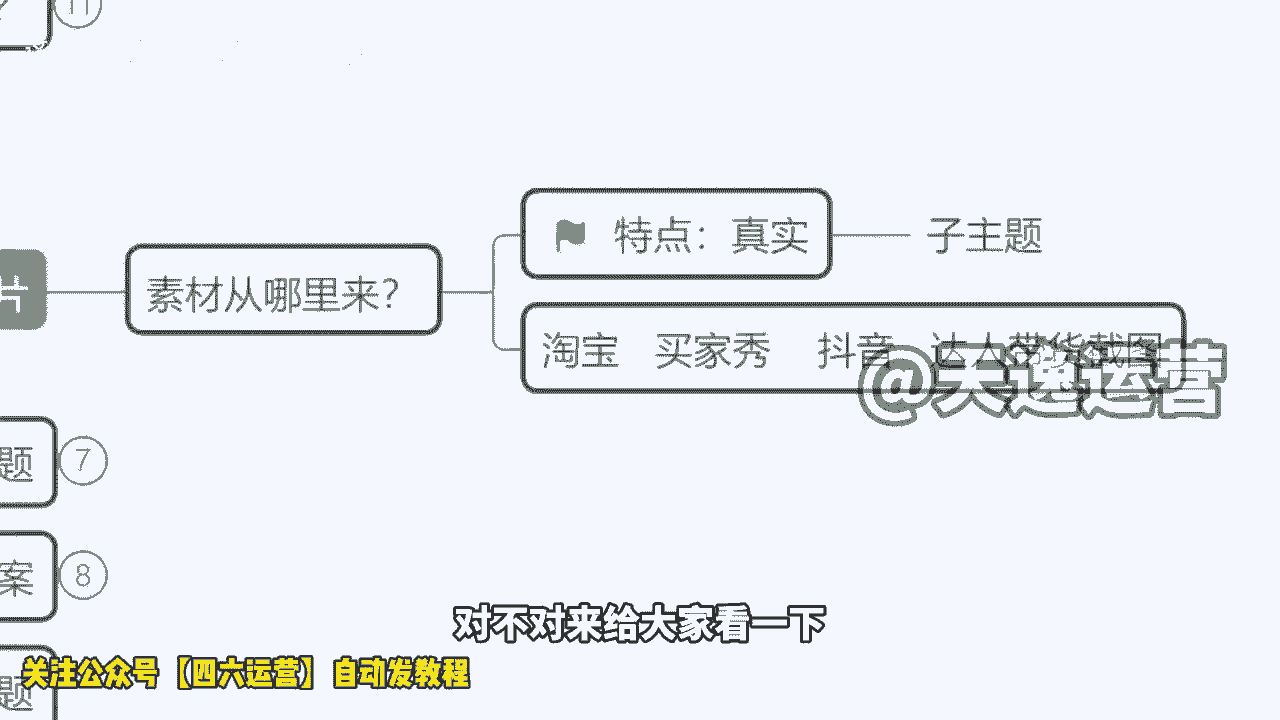 11
特点：真实
子主题
素材从哪里来？
淘宝 买家秀 抖音 达人带货截图
@天速运营
题 7
案 8
对不对来给大家看一下
关注公众号【四六运营】自动发教程
题